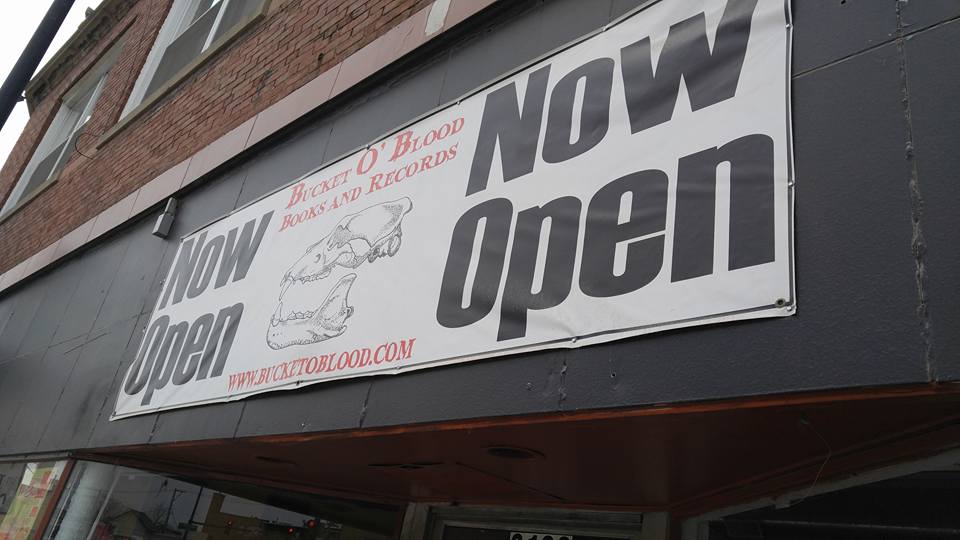 Now
Open
Bucket O' Blood
Books and Records
www.bucketoblood.com
Now
Open